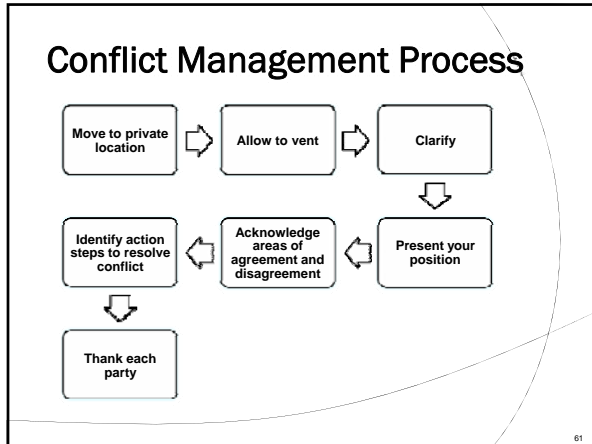 Conflict Management Process
Move to private
location
Allow to vent
Clarify
Present your
position
Acknowledge
areas of
agreement and
disagreement
Identify action
steps to resolve
conflict
Thank each
party
61